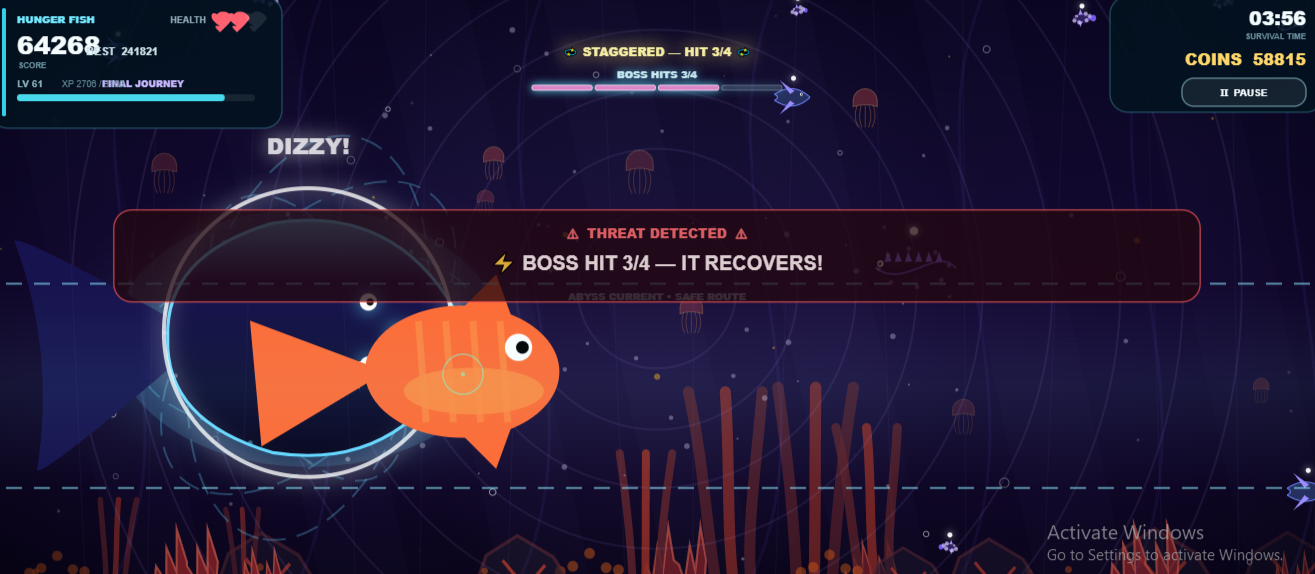 HUNGER FISH
HEALTH
64268
BEST 241821
SCORE
LV 61
XP 2706 /
FINAL JOURNEY
STAGGERED — HIT 3/4
BOSS HITS 3/4
03:56
SURVIVAL TIME
COINS 58815
II PAUSE
DIZZY!
⚠ THREAT DETECTED ⚠
⚡ BOSS HIT 3/4 — IT RECOVERS!
ABYSS CURRENT • SAFE ROUTE
Activate Windows
Go to Settings to activate Windows.